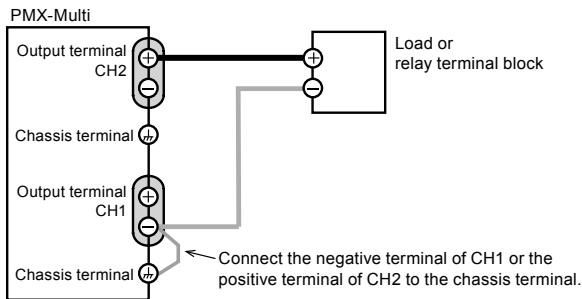 PMX-Multi
Output terminal
CH2
+
−
Chassis terminal
Output terminal
CH1
+
−
Chassis terminal
+
−
Load or
relay terminal block
Connect the negative terminal of CH1 or the
positive terminal of CH2 to the chassis terminal.